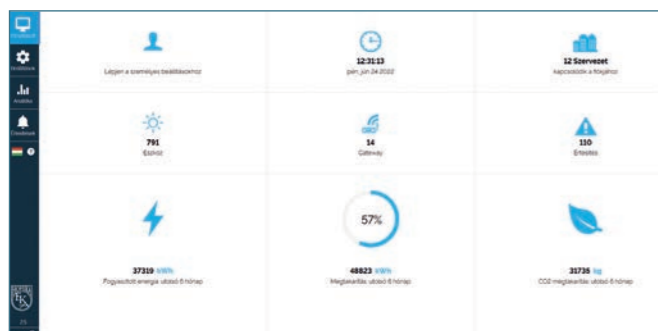 Lépjen a személyes beállításokhoz
12:31:13
pén, jún 24 2022
12 Szervezet
kapcsolódik a fiókjához
Analitika
Értesítések
791
Eszköz
14
Gateway
110
Értesítés
57%
37319 kWh
Fogyasztott energia utolsó 6 hónap
48823 kWh
Megtakarítás utolsó 6 hónap
31735 kg
CO2 megtakarítás utolsó 6 hónap